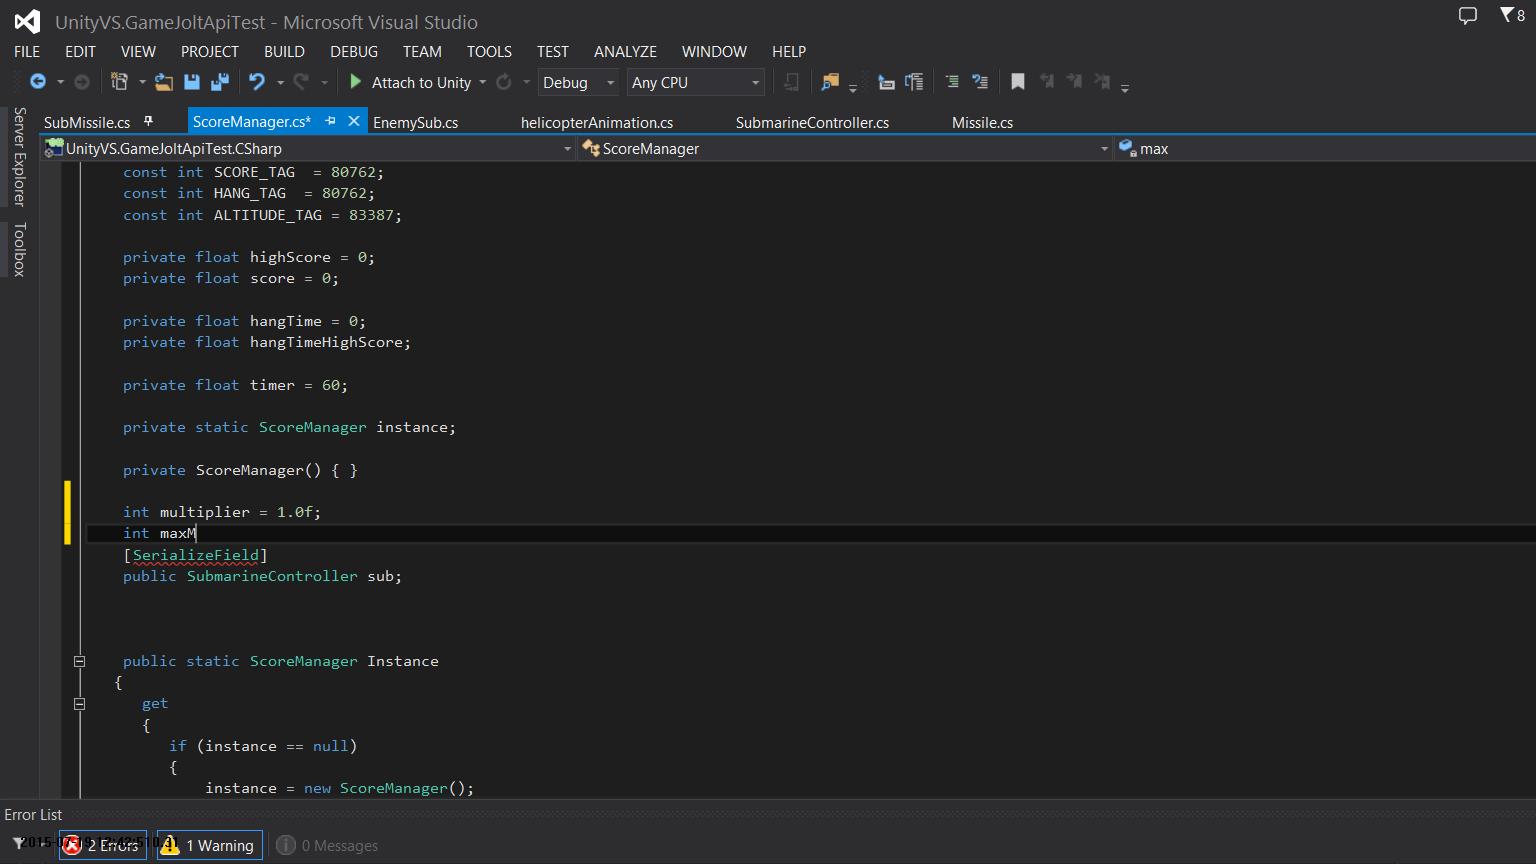 UnityVS.GameJoltApiTest - Microsoft Visual Studio
8
FILE EDIT VIEW PROJECT BUILD DEBUG TEAM TOOLS TEST ANALYZE WINDOW HELP
Attach to Unity Debug Any CPU
SubMissile.cs ScoreManager.cs* EnemySub.cs helicopterAnimation.cs SubmarineController.cs Missile.cs
UnityVS.GameJoltApiTest.CSharp ScoreManager max
Server Explorer
Toolbox
const int SCORE_TAG  = 80762;
const int HANG_TAG  = 80762;
const int ALTITUDE_TAG = 83387;
private float highScore = 0;
private float score = 0;
private float hangTime = 0;
private float hangTimeHighScore;
private float timer = 60;
private static ScoreManager instance;
private ScoreManager() { }
int multiplier = 1.0f;
int maxM
[SerializeField]
public SubmarineController sub;
public static ScoreManager Instance
{
get
{
if (instance == null)
{
instance = new ScoreManager();
Error List
2 Errors 1 Warning 0 Messages